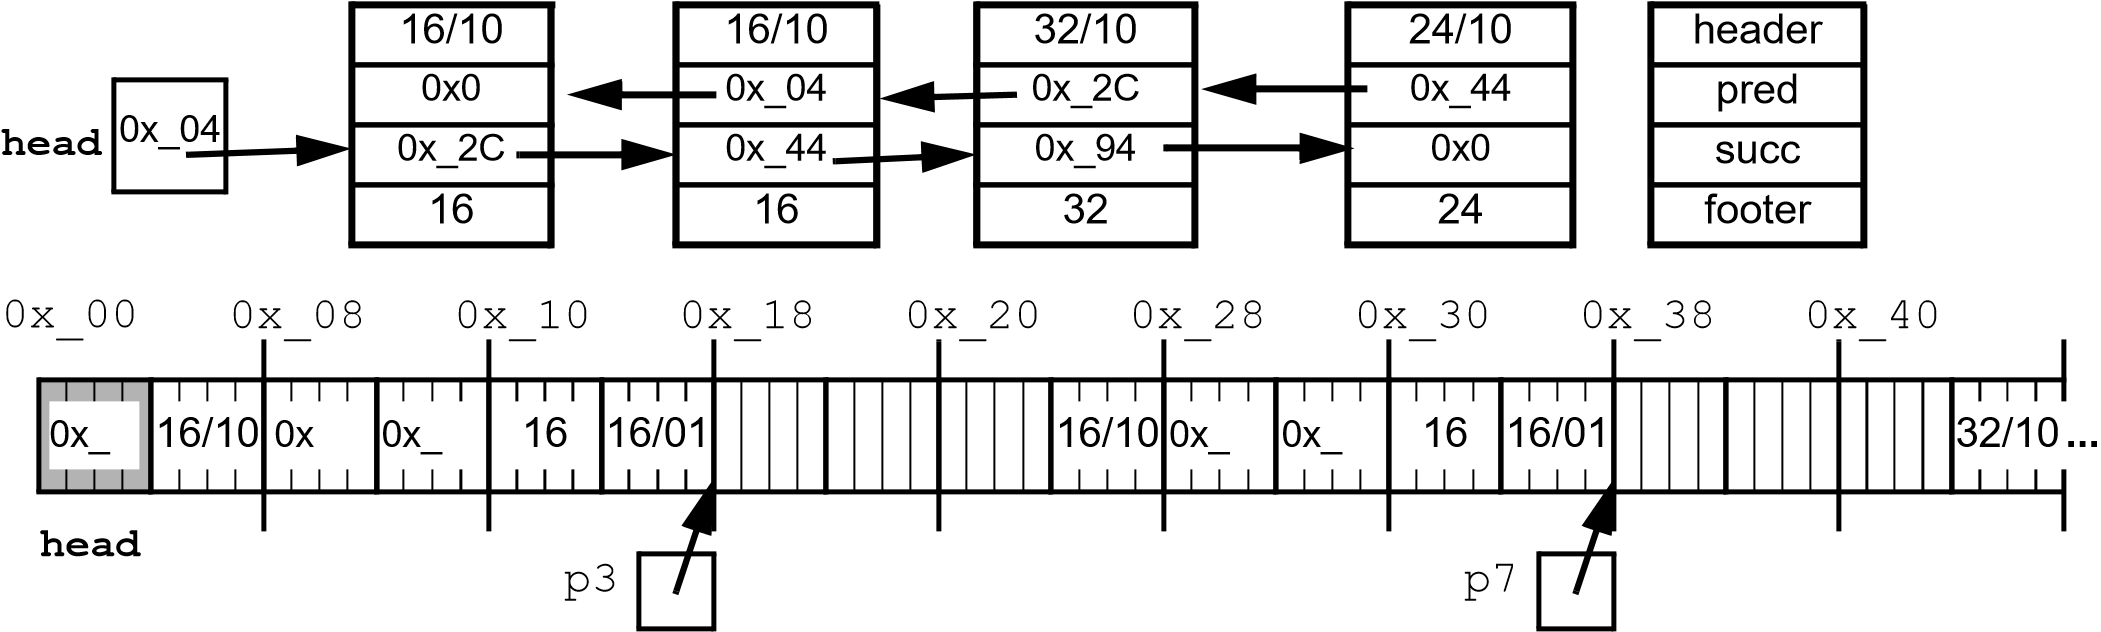 16/10 16/10 32/10 24/10 header
0x0 0x_04 0x_2C 0x_44 pred
head 0x_04 0x_2C 0x_44 0x_94 0x0 succ
16 16 32 24 footer
0x_00 0x_08 0x_10 0x_18 0x_20 0x_28 0x_30 0x_38 0x_40
0x_ 16/10 0x 0x_ 16 16/01 16/10 0x_ 0x_ 16 16/01 32/10 ...
head
p3 p7